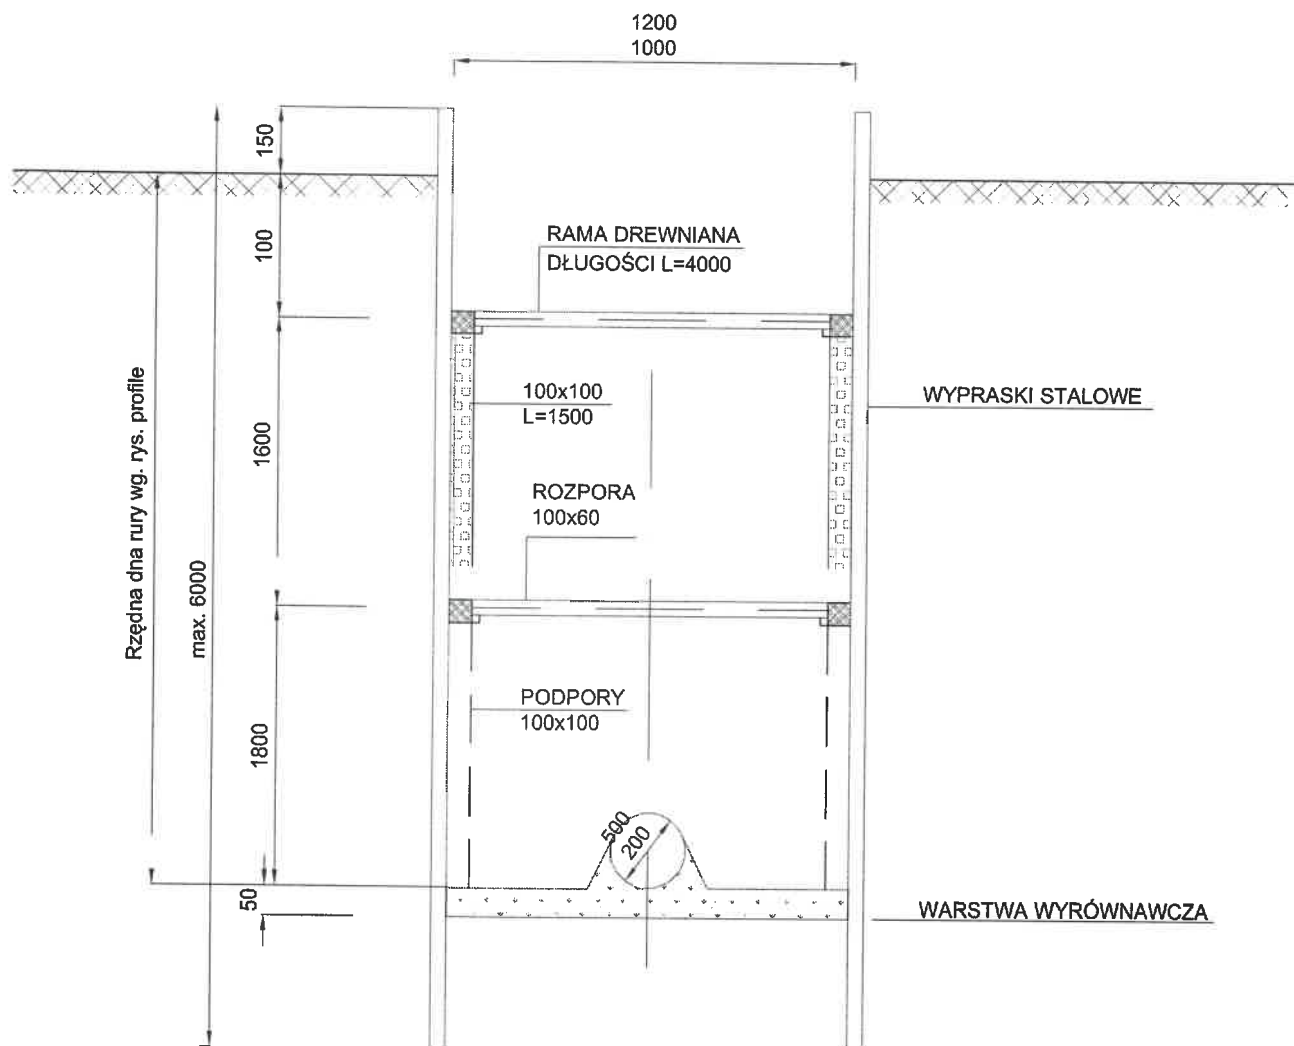 1200
1000
150
100
RAMA DREWNIANA
DŁUGOŚCI L=4000
100x100
L=1500
WYPRASKI STALOWE
1600
Rzędna dna rury wg. rys. profile
max. 6000
ROZPORA
100x60
PODPORY
100x100
1800
500
200
50
WARSTWA WYRÓWNAWCZA